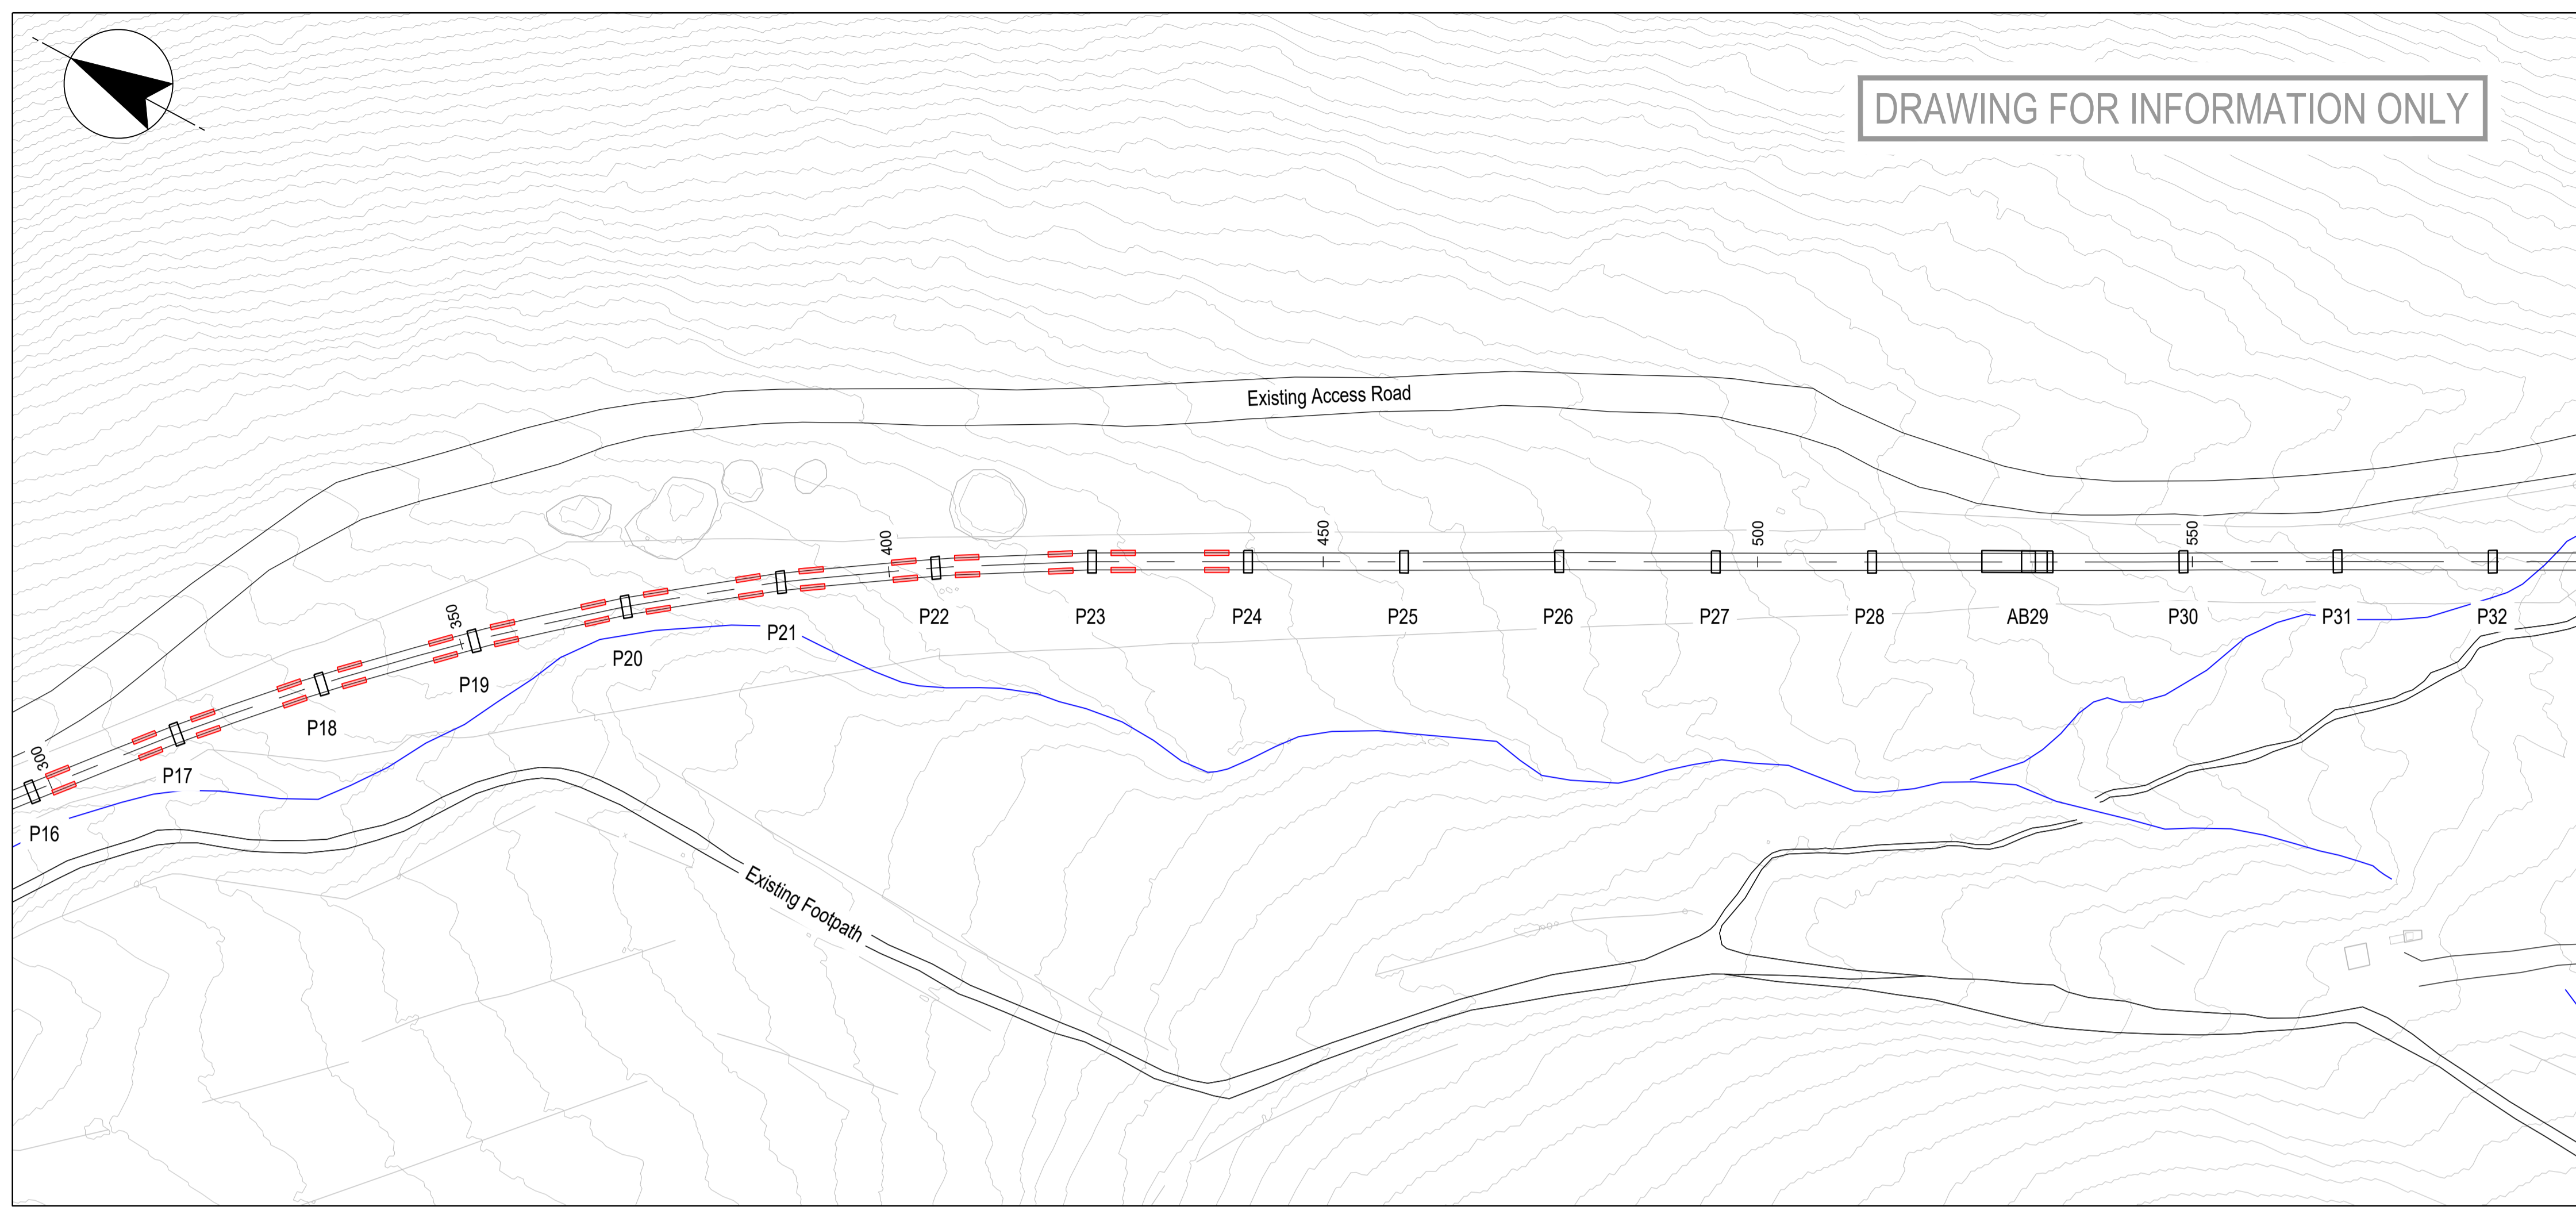 DRAWING FOR INFORMATION ONLY
Existing Access Road
300
350
400
450
500
550
P16
P17
P18
P19
P20
P21
P22
P23
P24
P25
P26
P27
P28
AB29
P30
P31
P32
Existing Footpath